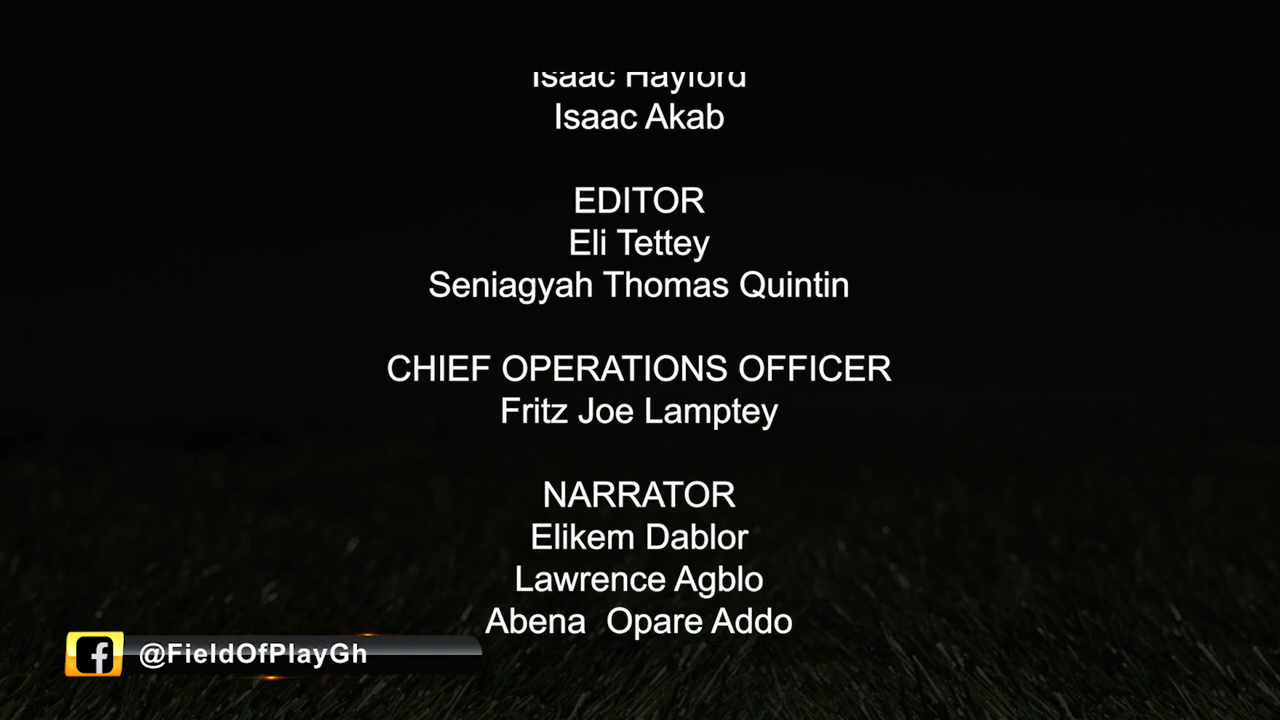 Isaac Hayford
Isaac Akab
EDITOR
Eli Tettey
Seniagyah Thomas Quintin
CHIEF OPERATIONS OFFICER
Fritz Joe Lamptey
NARRATOR
Elikem Dablor
Lawrence Agblo
Abena Opare Addo
@FieldOfPlayGh